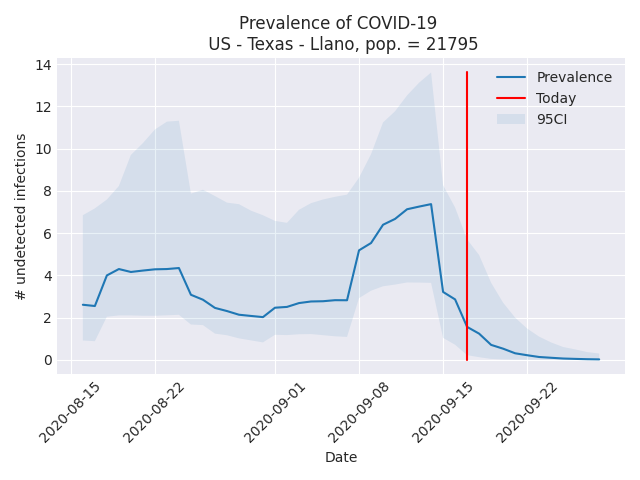 Prevalence of COVID-19
US - Texas - Llano, pop. = 21795
# undetected infections
14
12
10
8
6
4
2
0
Prevalence
Today
95CI
2020-08-15
2020-08-22
2020-09-01
2020-09-08
2020-09-15
2020-09-22
Date